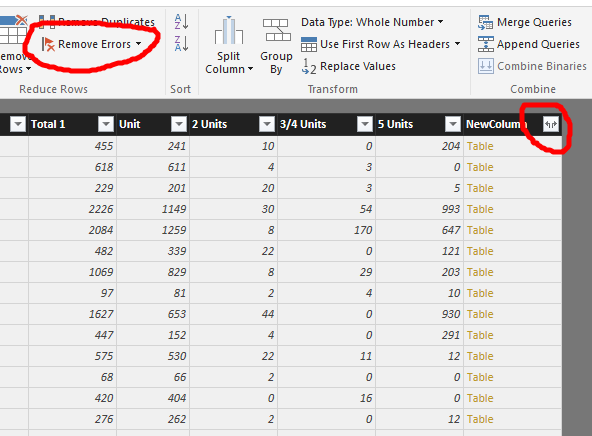 Remove Duplicates
Data Type: Whole Number
Merge Queries
Remove Errors
Use First Row As Headers
Append Queries
Remove
Rows
Split
Column
Group
By
Replace Values
Combine Binaries
Reduce Rows
Sort
Transform
Combine
Total 1 Unit 2 Units 3/4 Units 5 Units NewColumn
455 241 10 0 204 Table
618 611 4 3 0 Table
229 201 20 3 5 Table
2226 1149 30 54 993 Table
2084 1259 8 170 647 Table
482 339 22 0 121 Table
1069 829 8 29 203 Table
97 81 2 4 10 Table
1627 653 44 0 930 Table
447 152 4 0 291 Table
575 530 22 11 12 Table
68 66 2 0 0 Table
420 404 0 16 0 Table
276 262 2 0 12 Table